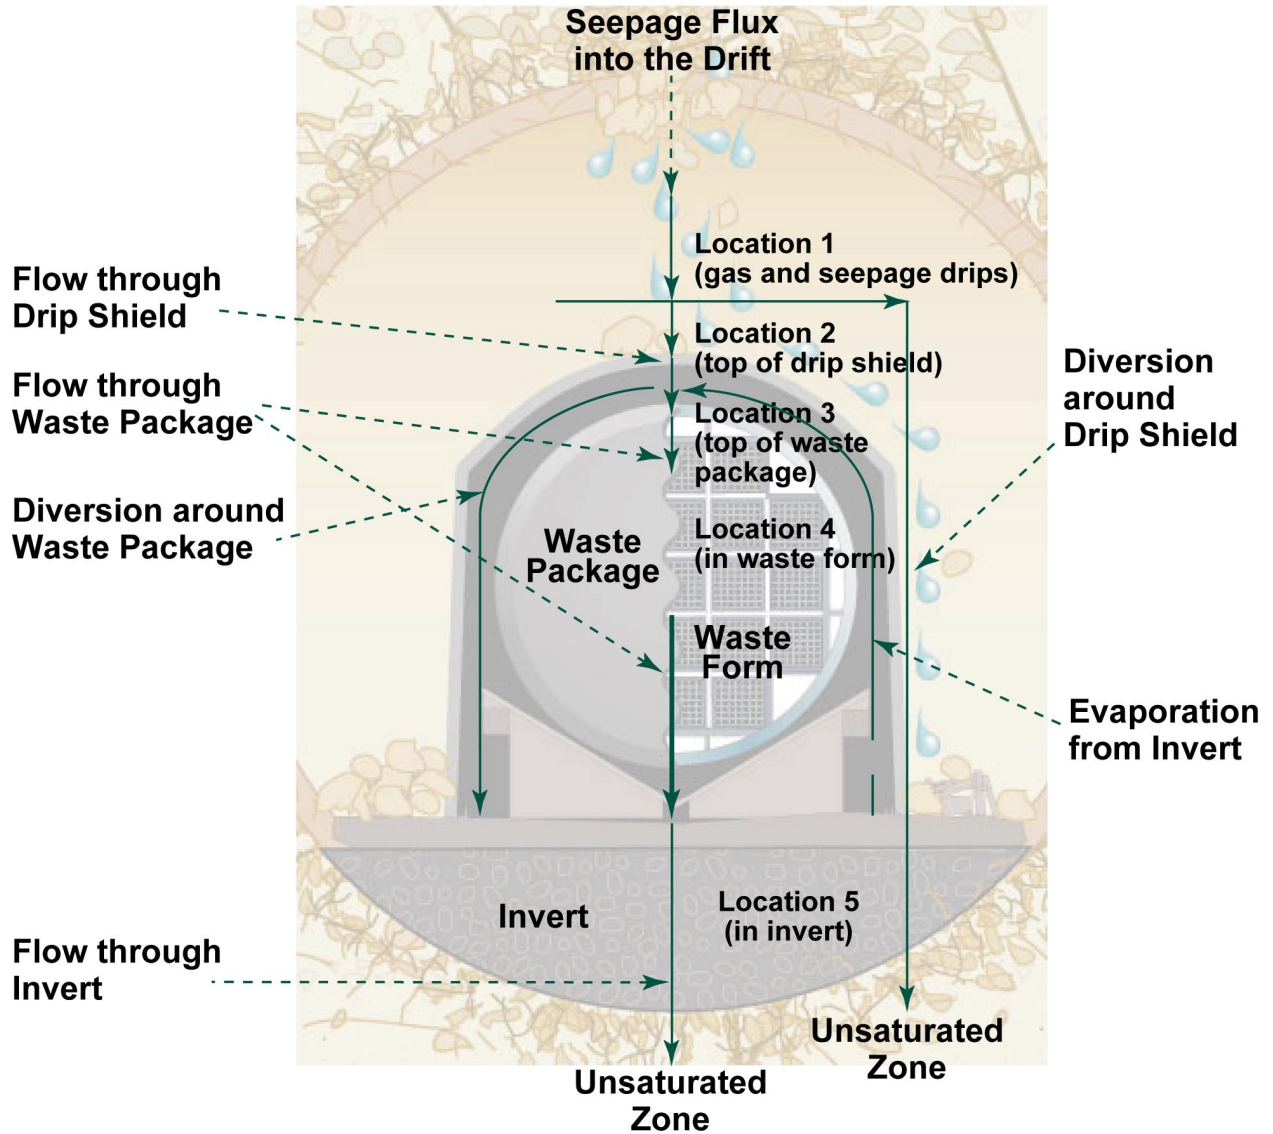 Seepage Flux
into the Drift
Location 1
(gas and seepage drips)
Flow through
Drip Shield
Location 2
(top of drip shield)
Flow through
Waste Package
Diversion
around
Drip Shield
Location 3
(top of waste
package)
Diversion around
Waste Package
Waste
Package
Location 4
(in waste form)
Waste
Form
Evaporation
from Invert
Invert
Location 5
(in invert)
Flow through
Invert
Unsaturated
Zone
Unsaturated
Zone